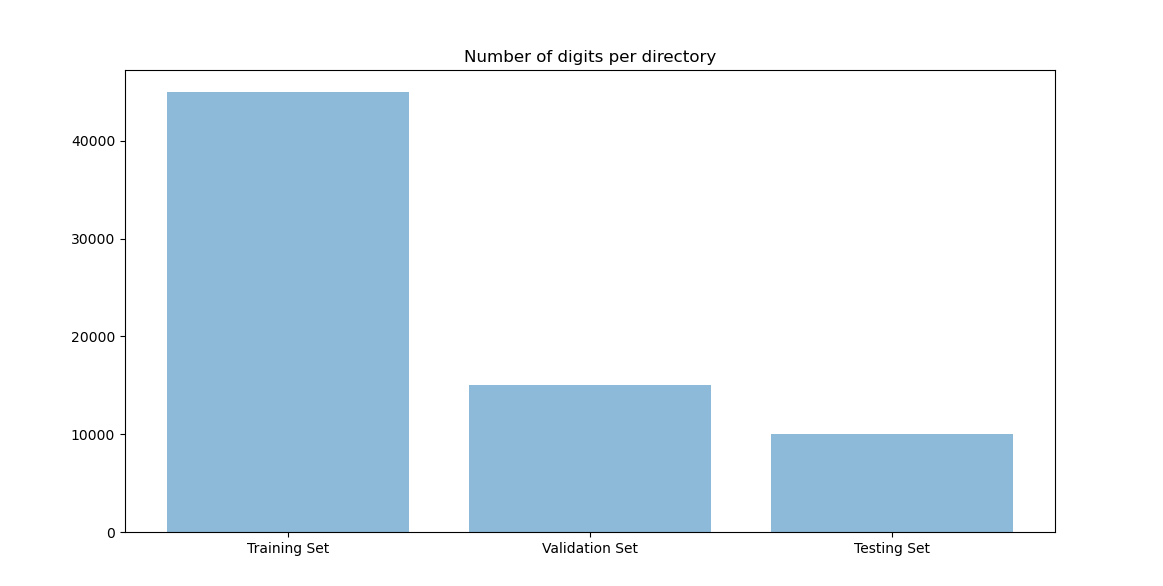 Number of digits per directory
40000
30000
20000
10000
0
Training Set
Validation Set
Testing Set